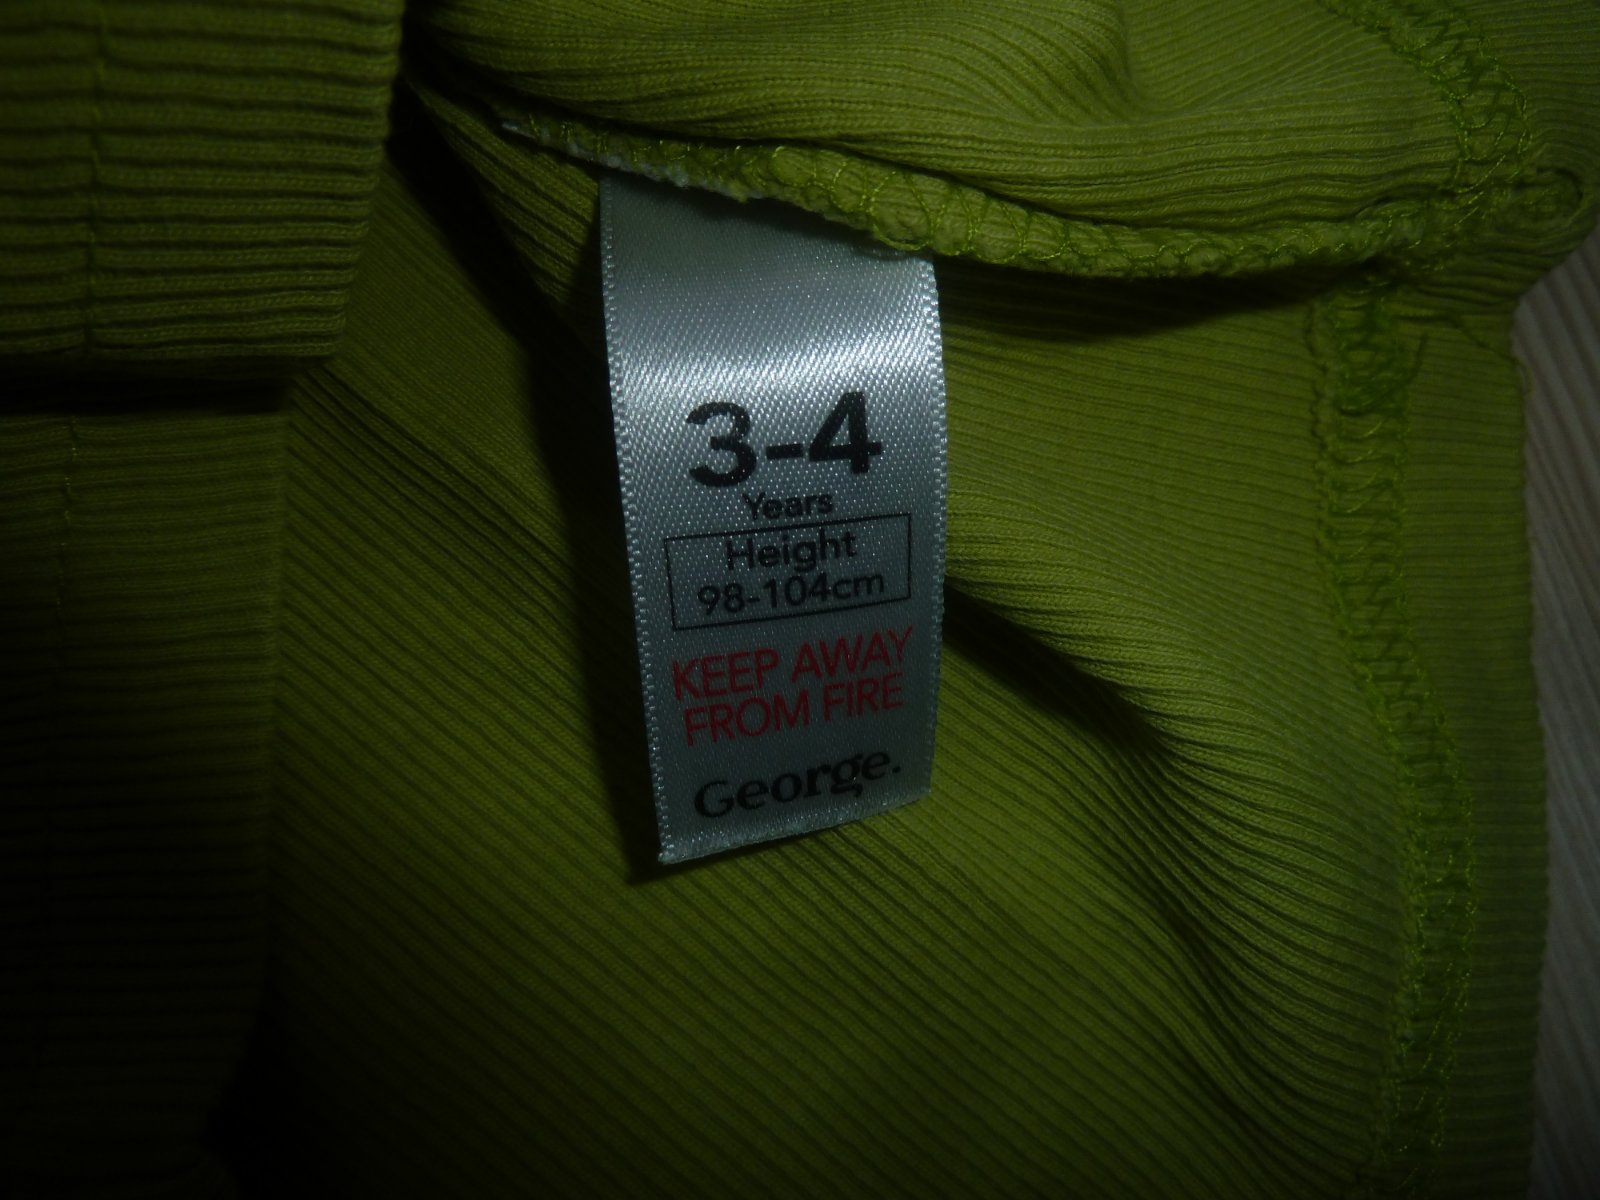 3-4
Years
Height
98-104cm
KEEP AWAY
FROM FIRE
George.